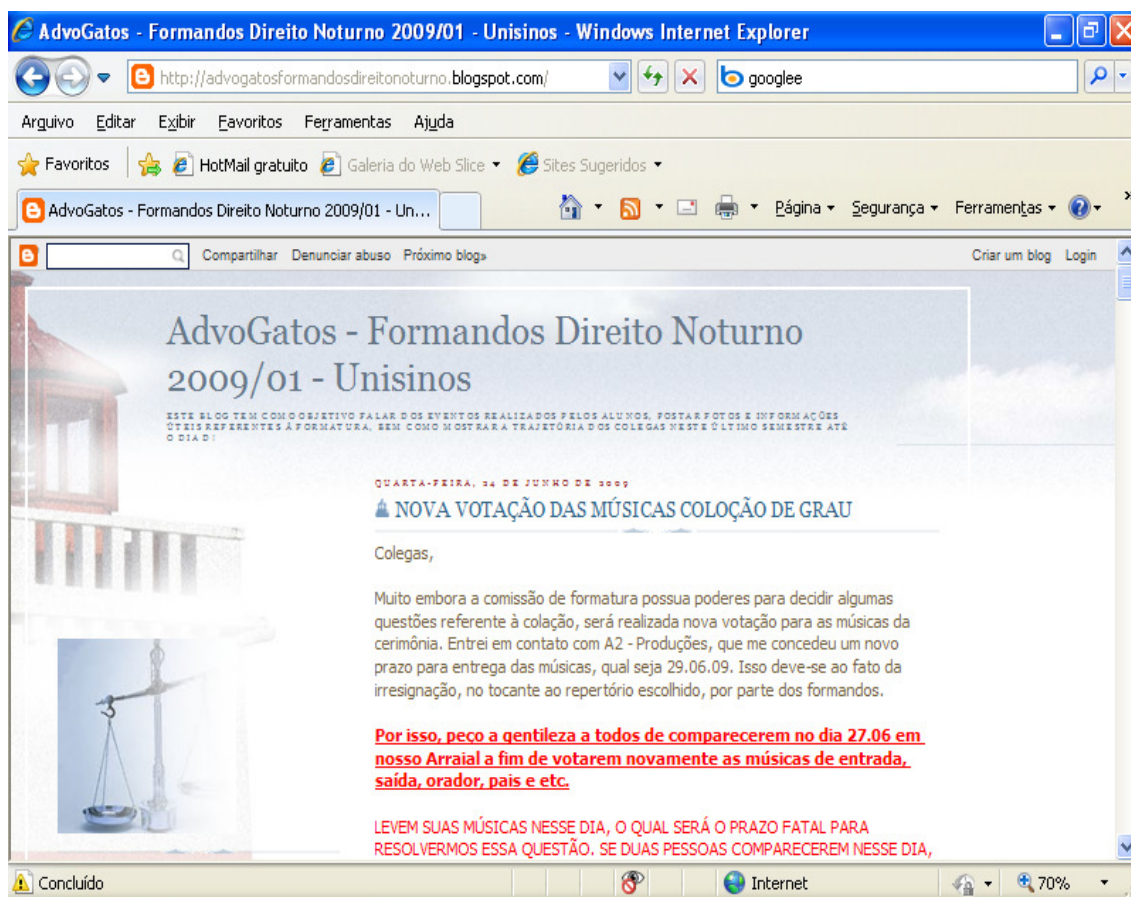 AdvoGatos - Formandos Direito Noturno 2009/01 - Unisinos - Windows Internet Explorer
http://advogatosformandosdireitonoturno.blogspot.com/ googlee
Arquivo Editar Exibir Favoritos Ferramentas Ajuda
Favoritos HotMail gratuito Galeria do Web Slice Sites Sugeridos
AdvoGatos - Formandos Direito Noturno 2009/01 - Un... Página Segurança Ferramentas »
Compartilhar Denunciar abuso Próximo blog» Criar um blog Login
AdvoGatos - Formandos Direito Noturno
2009/01 - Unisinos
ESTE BLOG TEM COMO OBJETIVO FALAR DOS EVENTOS REALIZADOS PELOS ALUNOS, POSTAR FOTOS E INFORMAÇÕES
ÚTEIS REFERENTES À FORMATURA, BEM COMO MOSTRAR A TRAJETÓRIA DOS COLEGAS NESTE ÚLTIMO SEMESTRE ATÉ
O DIA D!
QUARTA-FEIRA, 24 DE JUNHO DE 2009
NOVA VOTAÇÃO DAS MÚSICAS COLOÇÃO DE GRAU
Colegas,
Muito embora a comissão de formatura possua poderes para decidir algumas
questões referente à colação, será realizada nova votação para as músicas da
cerimônia. Entrei em contato com A2 - Produções, que me concedeu um novo
prazo para entrega das músicas, qual seja 29.06.09. Isso deve-se ao fato da
irresignação, no tocante ao repertório escolhido, por parte dos formandos.
Por isso, peço a gentileza a todos de comparecerem no dia 27.06 em
nosso Arraial a fim de votarem novamente as músicas de entrada,
saída, orador, pais e etc.
LEVEM SUAS MÚSICAS NESSE DIA, O QUAL SERÁ O PRAZO FATAL PARA
RESOLVERMOS ESSA QUESTÃO. SE DUAS PESSOAS COMPARECEREM NESSE DIA,
Concluído Internet 70%